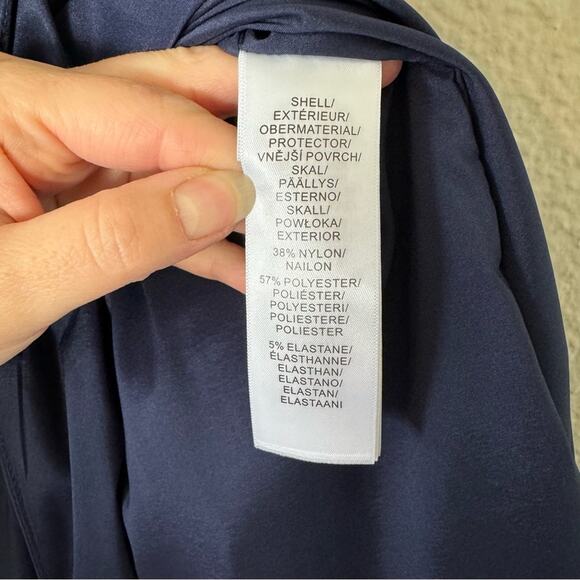 SHELL/
EXTÉRIEUR/
OBERMATERIAL/
PROTECTOR/
VNĚJŠÍ POVRCH/
SKAL/
PÄÄLLYS/
ESTERNO/
SKALL/
POWŁOKA/
EXTERIOR
38% NYLON/
NAILON
57% POLYESTER/
POLIÉSTER/
POLYESTERI/
POLIESTERE/
POLIESTER
5% ELASTANE/
ÉLASTHANNE/
ELASTHAN/
ELASTANO/
ELASTAN/
ELASTAANI